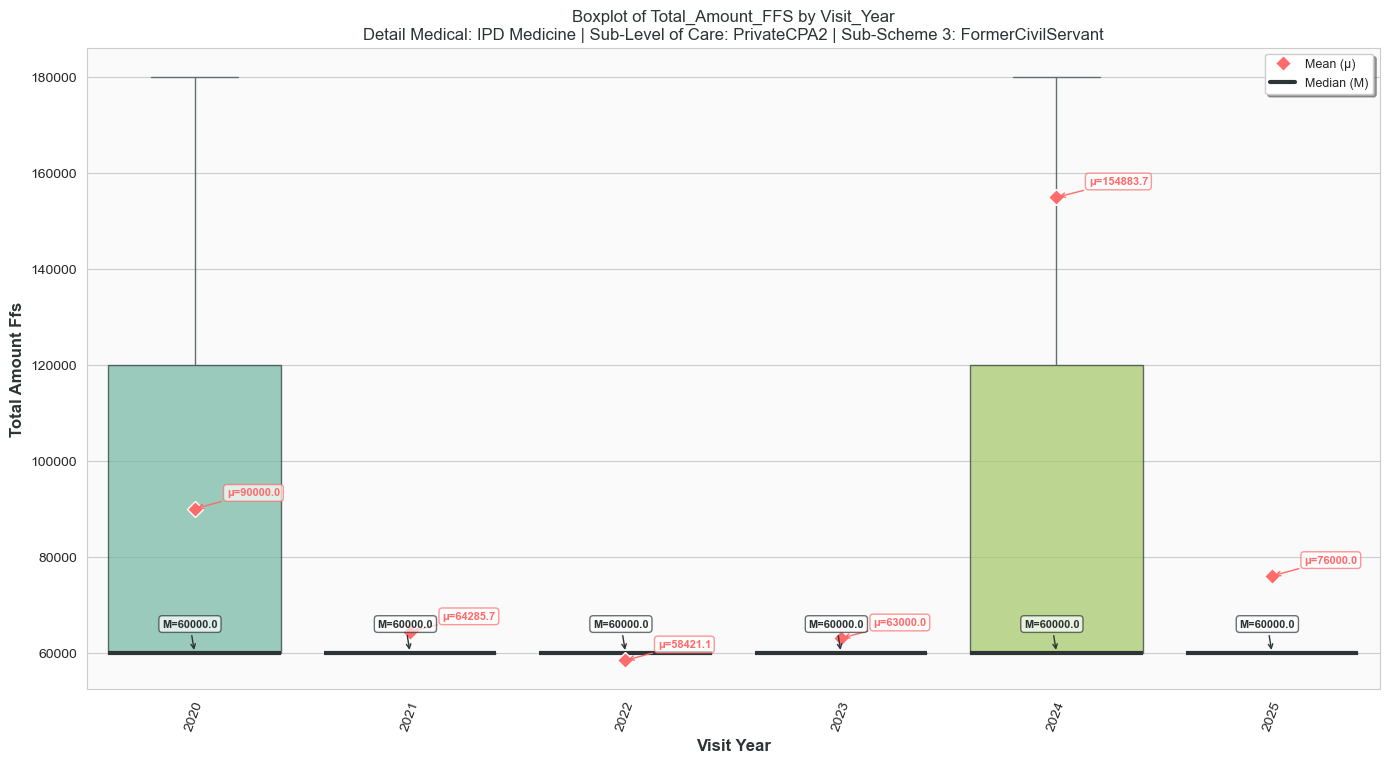 Boxplot of Total_Amount_FFS by Visit_Year
Detail Medical: IPD Medicine | Sub-Level of Care: PrivateCPA2 | Sub-Scheme 3: FormerCivilServant
Mean (μ)
Median (M)
Total Amount Ffs
180000
160000
140000
120000
100000
80000
60000
μ=90000.0
μ=64285.7
μ=58421.1
μ=63000.0
μ=154883.7
μ=76000.0
M=60000.0
M=60000.0
M=60000.0
M=60000.0
M=60000.0
M=60000.0
2020
2021
2022
2023
2024
2025
Visit Year